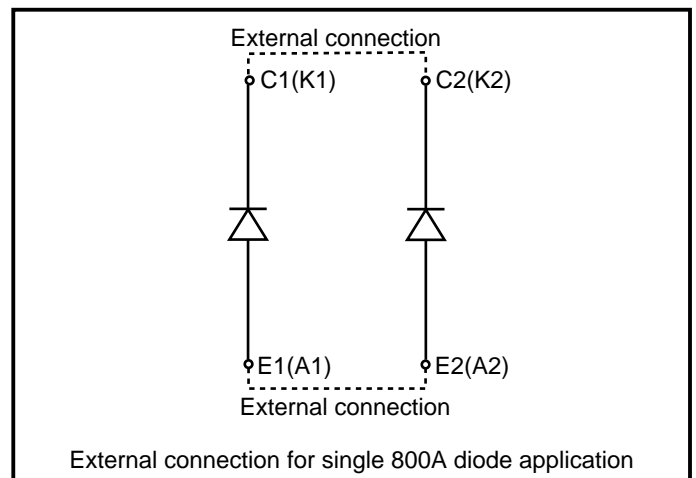 External connection
C1(K1) C2(K2)
E1(A1) E2(A2)
External connection
External connection for single 800A diode application